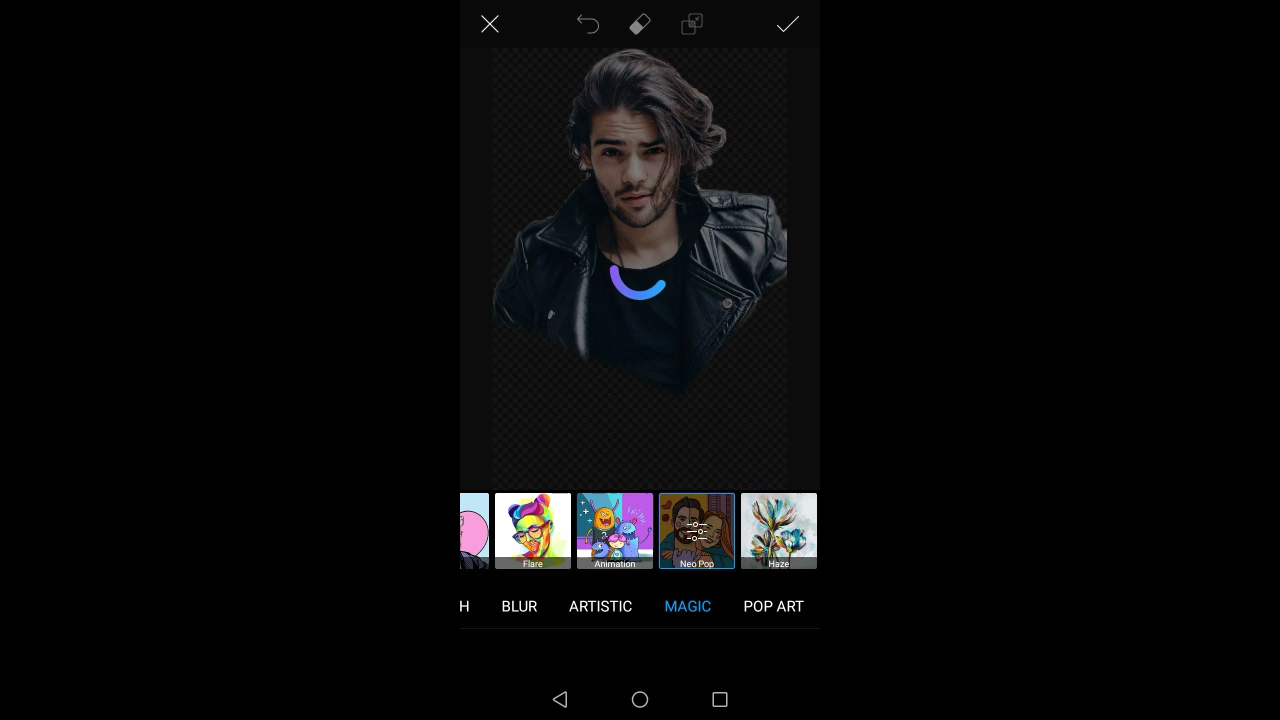 Flare
Animation
Neo Pop
Haze
H BLUR ARTISTIC MAGIC POP ART